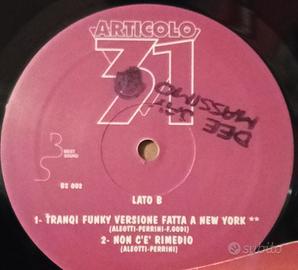 ARTICOLO
31
DEE JAY
MASSIMO
BEST
SOUND
BS 002
LATO B
1- TRANQI FUNKY VERSIONE FATTA A NEW YORK **
(ALEOTTI-PERRINI-F.GODI)
2- NON C'E' RIMEDIO
(ALEOTTI-PERRINI)
subito